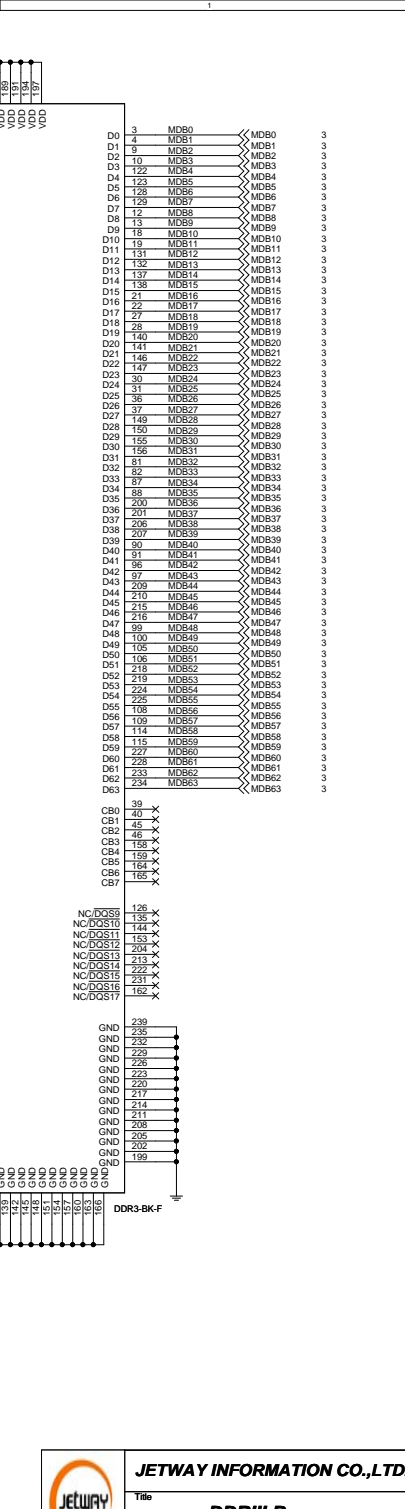 1
189
191
194
197
VDD
VDD
VDD
VDD
VDD
D0 3 MDB0 MDB0 3
D1 4 MDB1 MDB1 3
D2 9 MDB2 MDB2 3
D3 10 MDB3 MDB3 3
D4 122 MDB4 MDB4 3
D5 123 MDB5 MDB5 3
D6 128 MDB6 MDB6 3
D7 129 MDB7 MDB7 3
D8 12 MDB8 MDB8 3
D9 13 MDB9 MDB9 3
D10 18 MDB10 MDB10 3
D11 19 MDB11 MDB11 3
D12 131 MDB12 MDB12 3
D13 132 MDB13 MDB13 3
D14 137 MDB14 MDB14 3
D15 138 MDB15 MDB15 3
D16 21 MDB16 MDB16 3
D17 22 MDB17 MDB17 3
D18 27 MDB18 MDB18 3
D19 28 MDB19 MDB19 3
D20 140 MDB20 MDB20 3
D21 141 MDB21 MDB21 3
D22 146 MDB22 MDB22 3
D23 147 MDB23 MDB23 3
D24 30 MDB24 MDB24 3
D25 31 MDB25 MDB25 3
D26 36 MDB26 MDB26 3
D27 37 MDB27 MDB27 3
D28 149 MDB28 MDB28 3
D29 150 MDB29 MDB29 3
D30 155 MDB30 MDB30 3
D31 156 MDB31 MDB31 3
D32 81 MDB32 MDB32 3
D33 82 MDB33 MDB33 3
D34 87 MDB34 MDB34 3
D35 88 MDB35 MDB35 3
D36 200 MDB36 MDB36 3
D37 201 MDB37 MDB37 3
D38 206 MDB38 MDB38 3
D39 207 MDB39 MDB39 3
D40 90 MDB40 MDB40 3
D41 91 MDB41 MDB41 3
D42 96 MDB42 MDB42 3
D43 97 MDB43 MDB43 3
D44 209 MDB44 MDB44 3
D45 210 MDB45 MDB45 3
D46 215 MDB46 MDB46 3
D47 216 MDB47 MDB47 3
D48 99 MDB48 MDB48 3
D49 100 MDB49 MDB49 3
D50 105 MDB50 MDB50 3
D51 106 MDB51 MDB51 3
D52 218 MDB52 MDB52 3
D53 219 MDB53 MDB53 3
D54 224 MDB54 MDB54 3
D55 225 MDB55 MDB55 3
D56 108 MDB56 MDB56 3
D57 109 MDB57 MDB57 3
D58 114 MDB58 MDB58 3
D59 115 MDB59 MDB59 3
D60 227 MDB60 MDB60 3
D61 228 MDB61 MDB61 3
D62 233 MDB62 MDB62 3
D63 234 MDB63 MDB63 3
CB0 39
CB1 40
CB2 45
CB3 46
CB4 158
CB5 159
CB6 164
CB7 165
NC/DQS9 126
NC/DQS10 135
NC/DQS11 144
NC/DQS12 153
NC/DQS13 204
NC/DQS14 213
NC/DQS15 222
NC/DQS16 231
NC/DQS17 162
GND 239
GND 235
GND 232
GND 229
GND 226
GND 223
GND 220
GND 217
GND 214
GND 211
GND 208
GND 205
GND 202
GND 199
GND
GND
GND
GND
GND
GND
GND
GND
GND
GND
GND
139
142
145
148
151
154
157
160
163
166
DDR3-BK-F
JETWAY
JETWAY INFORMATION CO.,LTD
Title